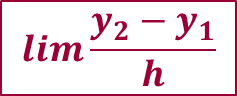 lim y₂ − y₁
h